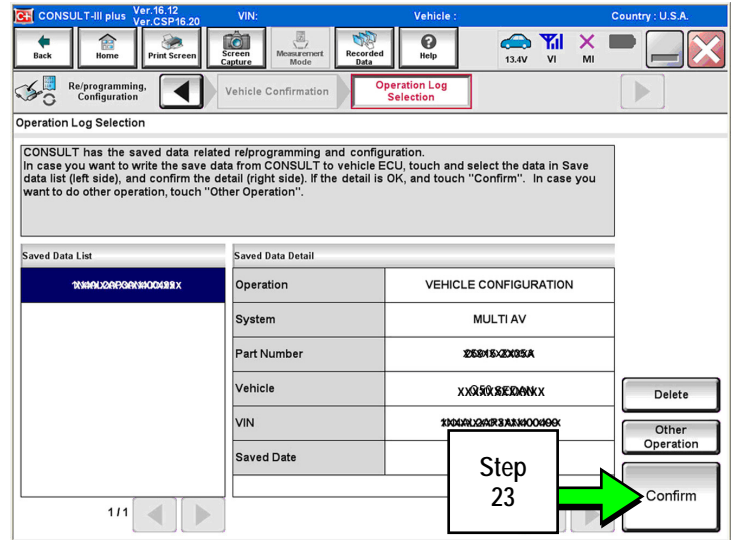 CONSULT-III plus Ver.16.12
Ver.CSP16.20
VIN:
Vehicle :
Country : U.S.A.
Back
Home
Print Screen
Screen
Capture
Measurement
Mode
Recorded
Data
Help
13.4V
VI
MI
Re/programming,
Configuration
Vehicle Confirmation
Operation Log
Selection
Operation Log Selection
CONSULT has the saved data related re/programming and configuration.
In case you want to write the save data from CONSULT to vehicle ECU, touch and select the data in Save
data list (left side), and confirm the detail (right side). If the detail is OK, and touch "Confirm". In case you
want to do other operation, touch "Other Operation".
Saved Data List
Saved Data Detail
Operation
VEHICLE CONFIGURATION
System
MULTI AV
Part Number
Vehicle
VIN
Saved Date
Delete
Other
Operation
Confirm
Step
23
1/1